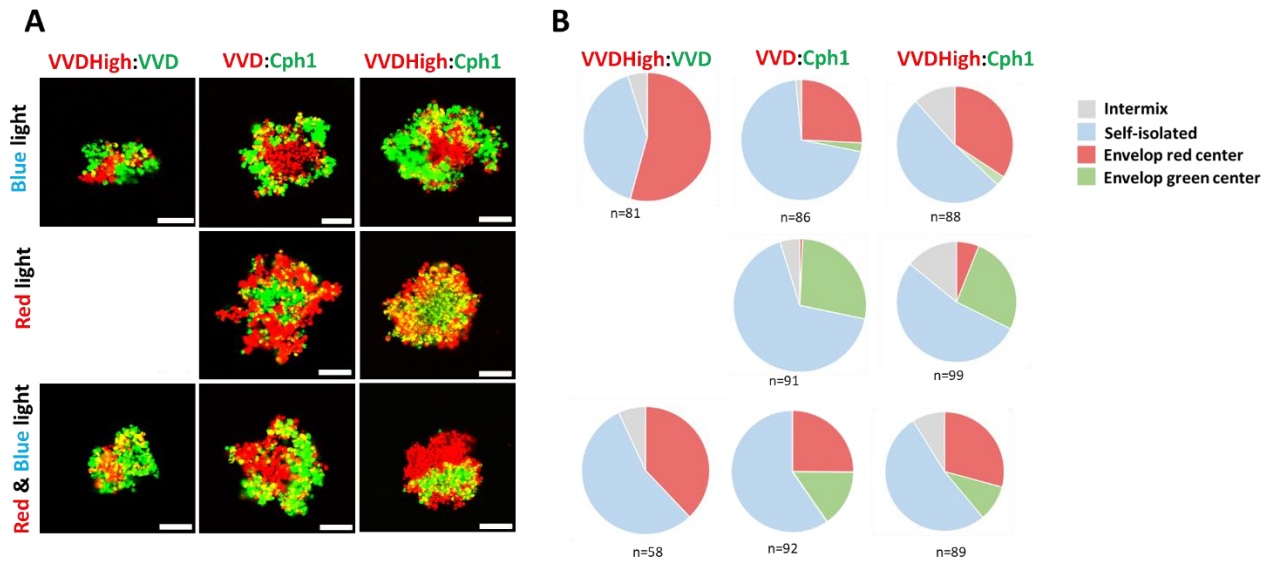 A
VVDHigh:VVD VVD:Cph1 VVDHigh:Cph1
Blue light
Red light
Red & Blue light
B
VVDHigh:VVD VVD:Cph1 VVDHigh:Cph1
n=81 n=86 n=88
n=91 n=99
n=58 n=92 n=89
Intermix
Self-isolated
Envelop red center
Envelop green center